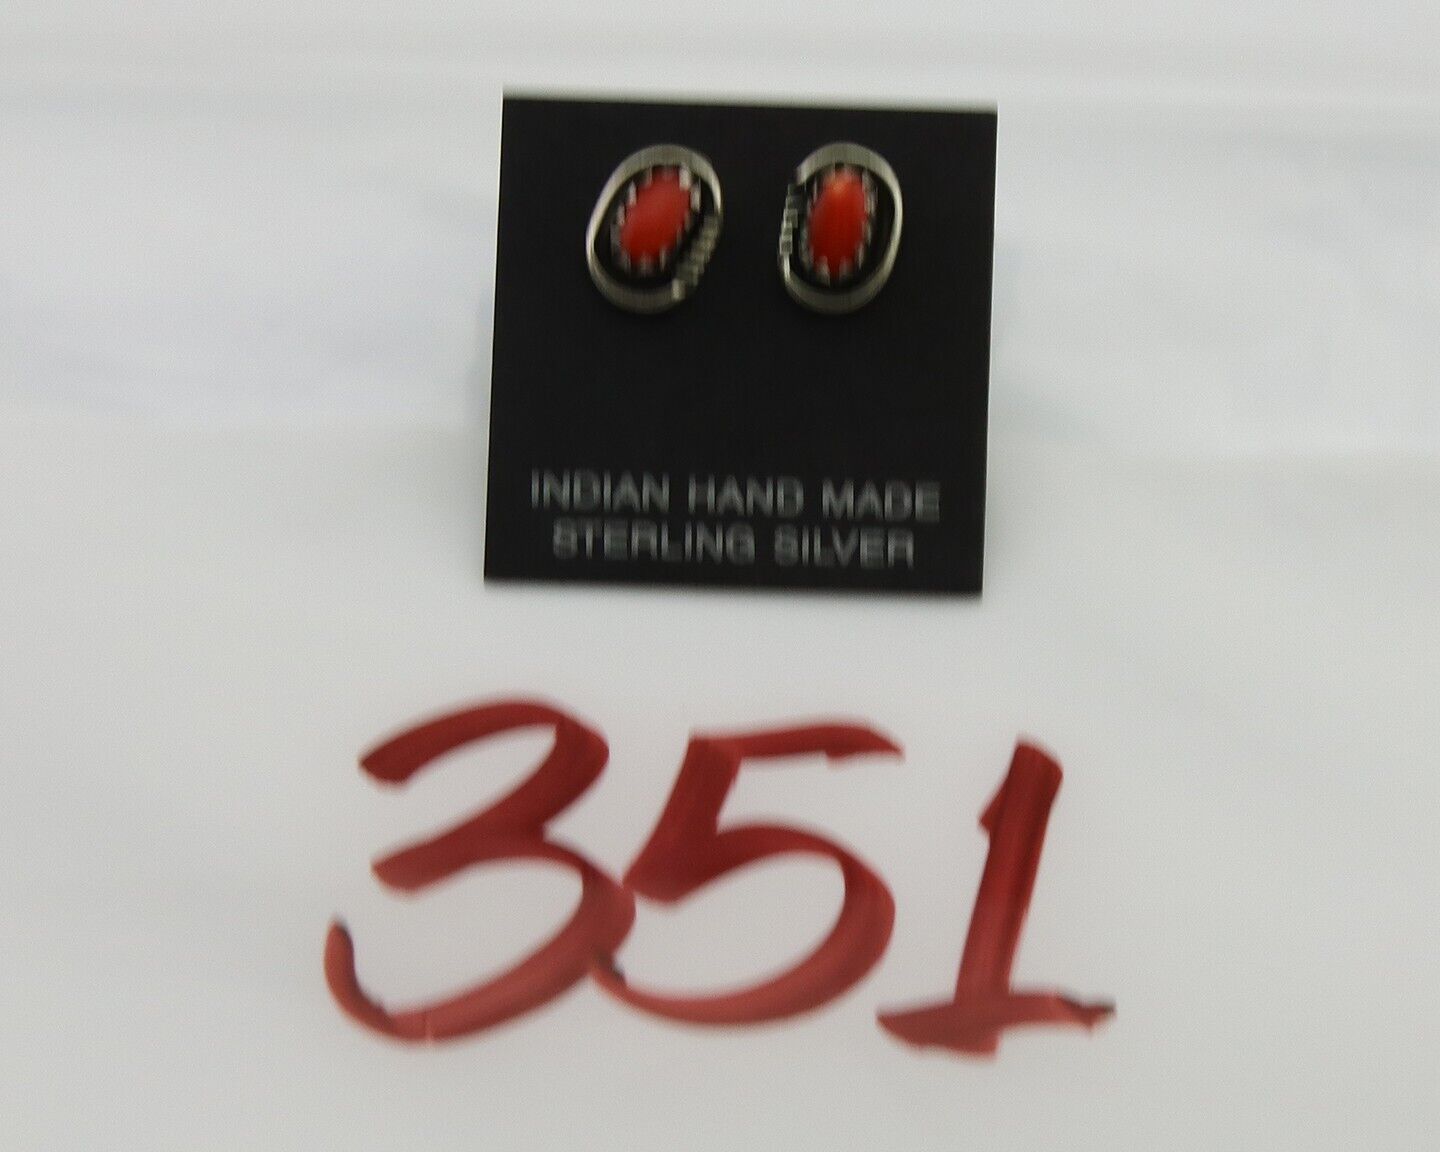 INDIAN HAND MADE
STERLING SILVER
351